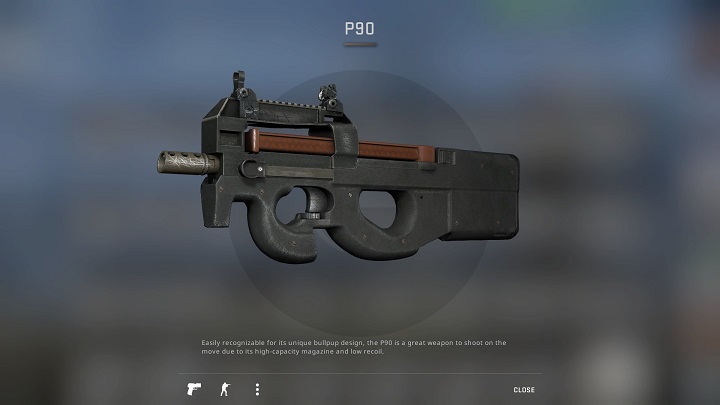 P90
Easily recognizable for its unique bullpup design, the P90 is a great weapon to shoot on the
move due to its high-capacity magazine and low recoil.
CLOSE